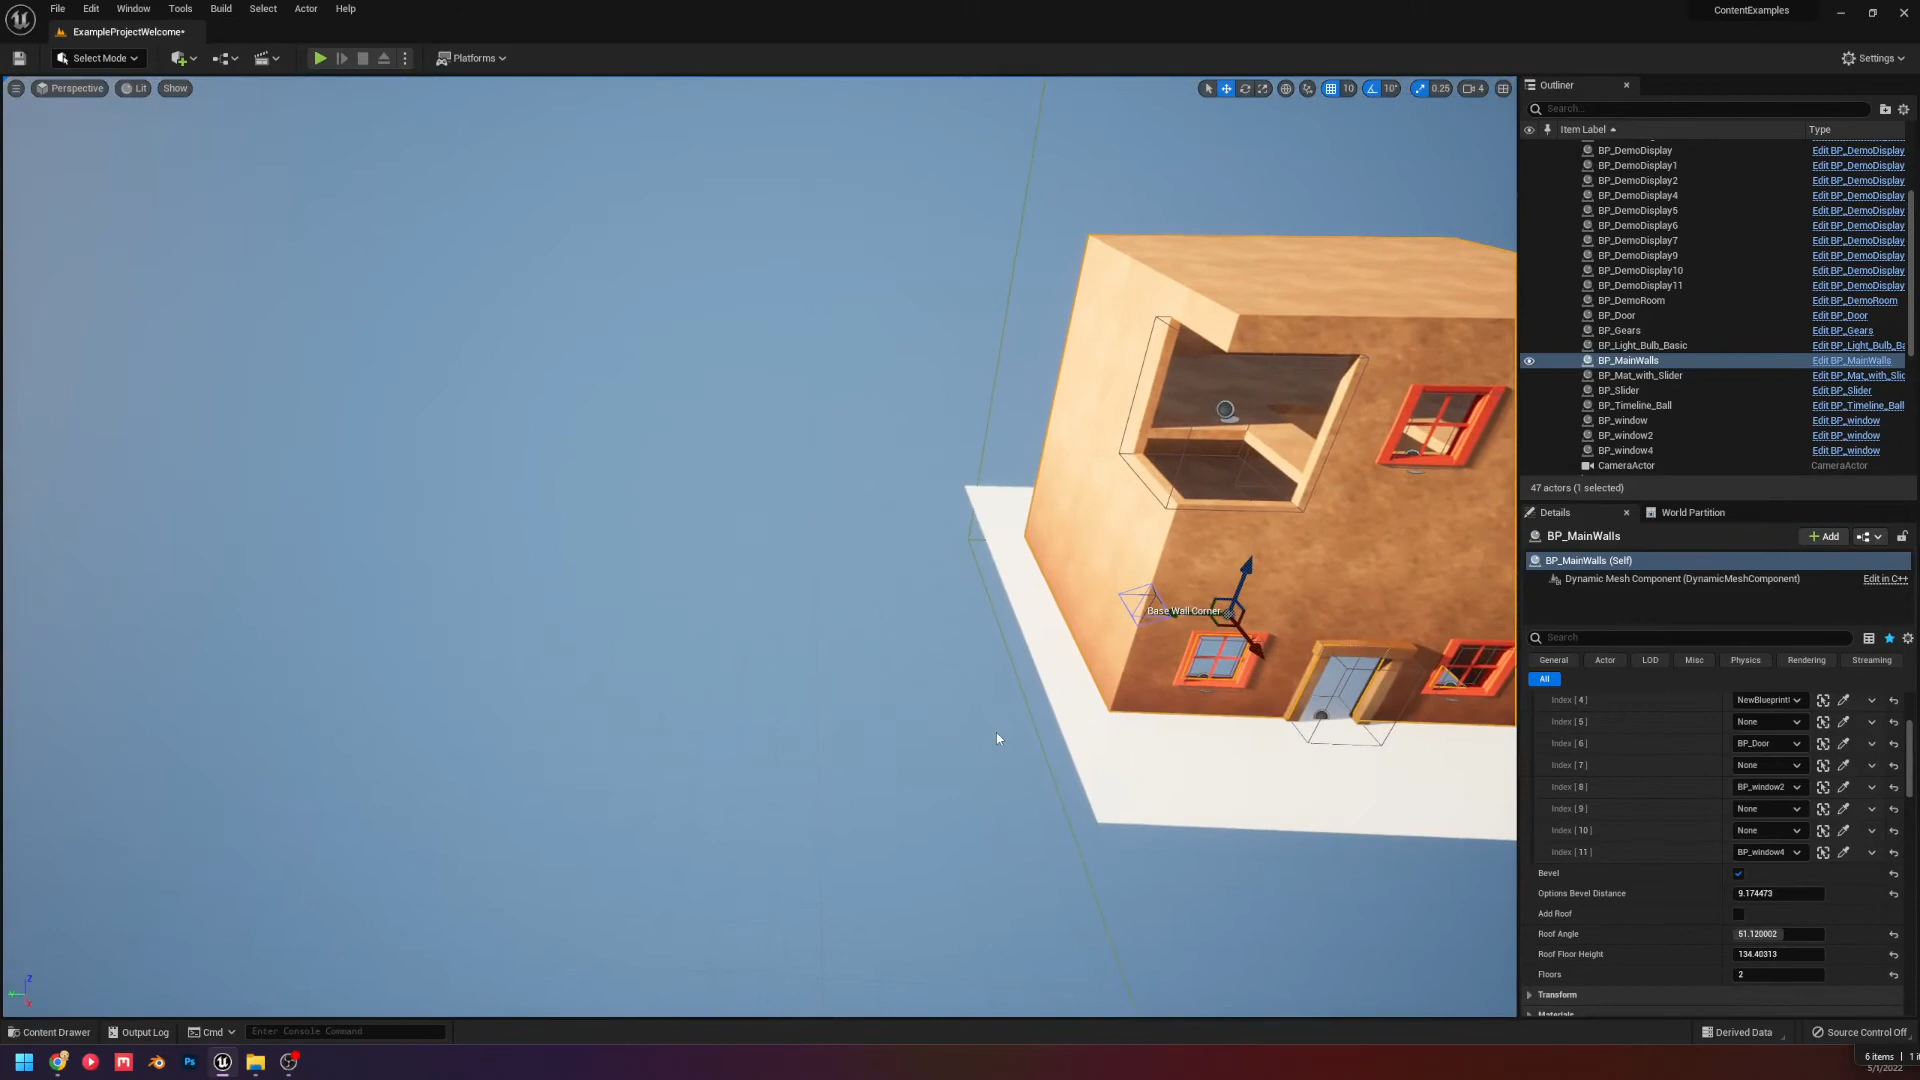 File Edit Window Tools Build Select Actor Help
ContentExamples
ExampleProjectWelcome*
Select Mode
Platforms
Settings
Perspective Lit Show
10 10° 0.25 4
Outliner
Search...
Item Label Type
BP_DemoDisplay Edit BP_DemoDisplay
BP_DemoDisplay1 Edit BP_DemoDisplay
BP_DemoDisplay2 Edit BP_DemoDisplay
BP_DemoDisplay4 Edit BP_DemoDisplay
BP_DemoDisplay5 Edit BP_DemoDisplay
BP_DemoDisplay6 Edit BP_DemoDisplay
BP_DemoDisplay7 Edit BP_DemoDisplay
BP_DemoDisplay9 Edit BP_DemoDisplay
BP_DemoDisplay10 Edit BP_DemoDisplay
BP_DemoDisplay11 Edit BP_DemoDisplay
BP_DemoRoom Edit BP_DemoRoom
BP_Door Edit BP_Door
BP_Gears Edit BP_Gears
BP_Light_Bulb_Basic Edit BP_Light_Bulb_Ba
BP_MainWalls Edit BP_MainWalls
BP_Mat_with_Slider Edit BP_Mat_with_Slid
BP_Slider Edit BP_Slider
BP_Timeline_Ball Edit BP_Timeline_Ball
BP_window Edit BP_window
BP_window2 Edit BP_window
BP_window4 Edit BP_window
CameraActor CameraActor
47 actors (1 selected)
Details World Partition
BP_MainWalls Add
BP_MainWalls (Self)
Dynamic Mesh Component (DynamicMeshComponent) Edit in C++
Search
General Actor LOD Misc Physics Rendering Streaming
All
Index [ 4 ] NewBlueprint
Index [ 5 ] None
Index [ 6 ] BP_Door
Index [ 7 ] None
Index [ 8 ] BP_window2
Index [ 9 ] None
Index [ 10 ] None
Index [ 11 ] BP_window4
Bevel
Options Bevel Distance 9.174473
Add Roof
Roof Angle 51.120002
Roof Floor Height 134.40313
Floors 2
Transform
Materials
Base Wall Corner
Z
Content Drawer Output Log Cmd Enter Console Command
Derived Data Source Control Off
Ps
6 items 1 it
5/1/2022